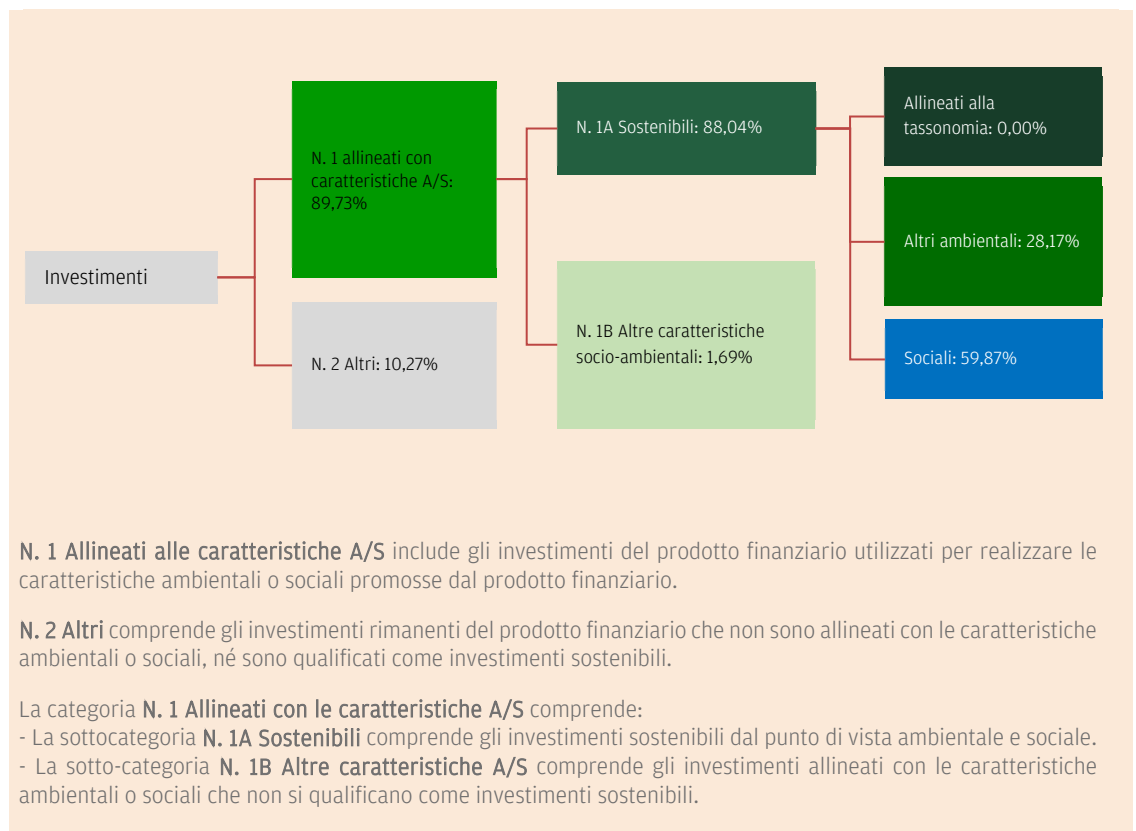 Investimenti
N. 1 allineati con
caratteristiche A/S:
89,73%
N. 2 Altri: 10,27%
N. 1A Sostenibili: 88,04%
N. 1B Altre caratteristiche
socio-ambientali: 1,69%
Allineati alla
tassonomia: 0,00%
Altri ambientali: 28,17%
Sociali: 59,87%
N. 1 Allineati alle caratteristiche A/S include gli investimenti del prodotto finanziario utilizzati per realizzare le
caratteristiche ambientali o sociali promosse dal prodotto finanziario.
N. 2 Altri comprende gli investimenti rimanenti del prodotto finanziario che non sono allineati con le caratteristiche
ambientali o sociali, né sono qualificati come investimenti sostenibili.
La categoria N. 1 Allineati con le caratteristiche A/S comprende:
- La sottocategoria N. 1A Sostenibili comprende gli investimenti sostenibili dal punto di vista ambientale e sociale.
- La sotto-categoria N. 1B Altre caratteristiche A/S comprende gli investimenti allineati con le caratteristiche
ambientali o sociali che non si qualificano come investimenti sostenibili.